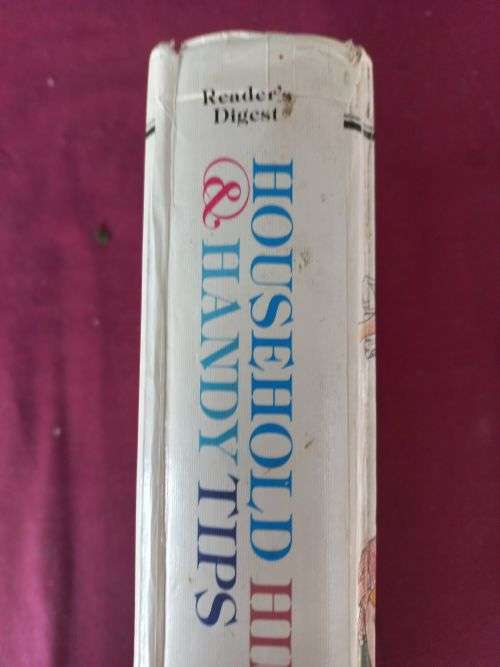 Reader's
Digest
HOUSEHOLD
& HANDY TIPS